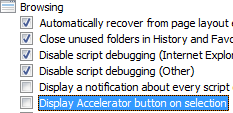 Browsing
Automatically recover from page layout
Close unused folders in History and Favo
Disable script debugging (Internet Explor
Disable script debugging (Other)
Display a notification about every script
Display Accelerator button on selection